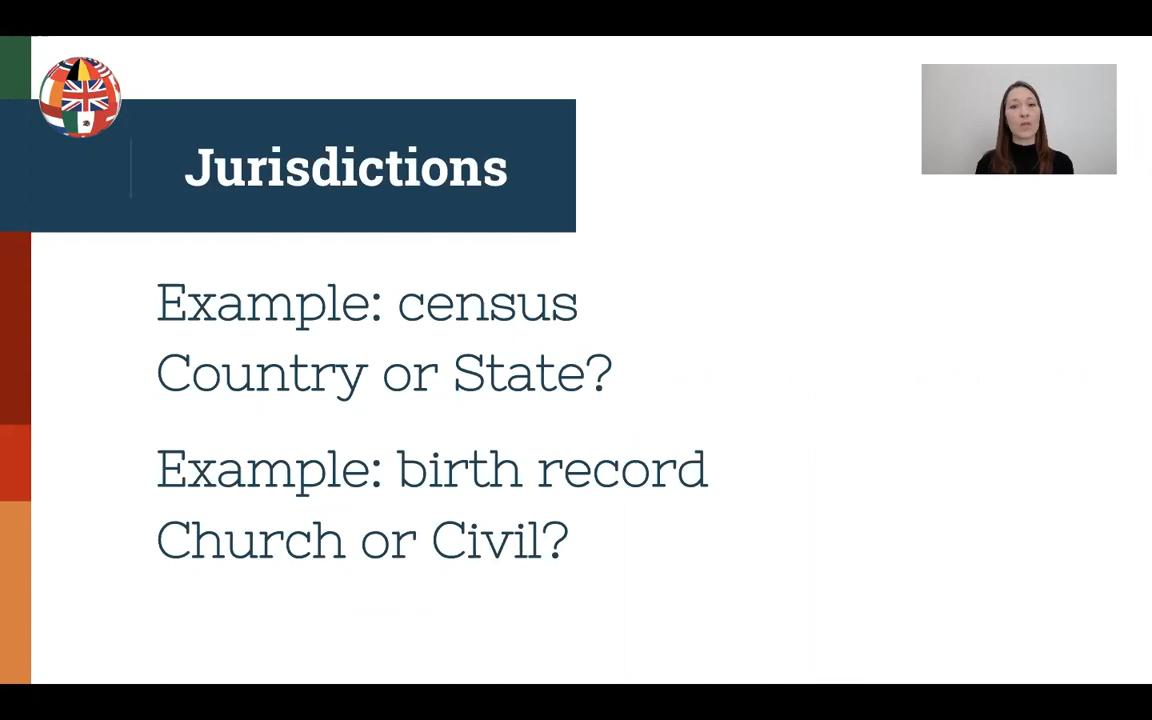 Jurisdictions
Example: census
Country or State?
Example: birth record
Church or Civil?